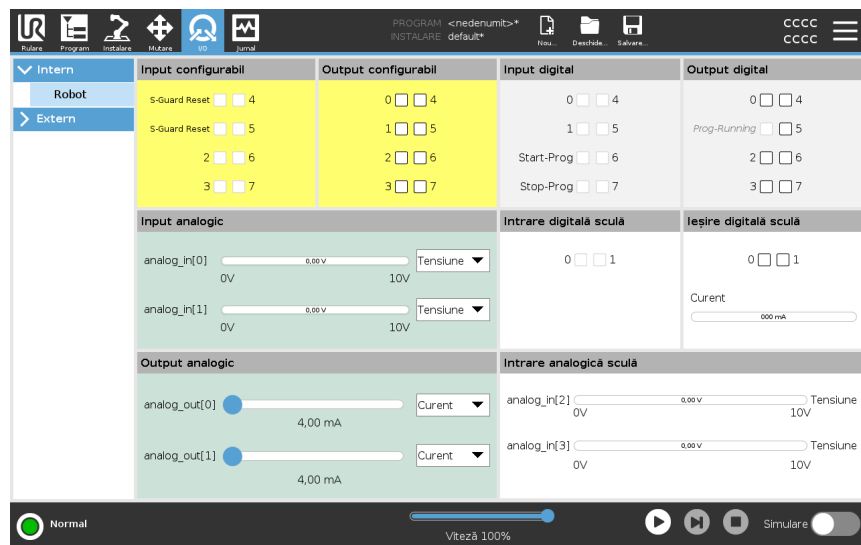 UR
PROGRAM <nedenumit>*
INSTALARE default*
CCCC
CCCC
Rulare Program Instalare Mutare I/O Jurnal Nou... Deschide... Salvare...
Intern
Robot
Extern
Input configurabil
S-Guard Reset 4
S-Guard Reset 5
2 6
3 7
Output configurabil
0 4
1 5
2 6
3 7
Input digital
0 4
1 5
Start-Prog 6
Stop-Prog 7
Output digital
0 4
Prog-Running 5
2 6
3 7
Input analogic
analog_in[0] 0,00 V Tensiune
0V 10V
analog_in[1] 0,00 V Tensiune
0V 10V
Intrare digitală sculă
0 1
Ieșire digitală sculă
0 1
Curent
000 mA
Output analogic
analog_out[0] Curent
4,00 mA
analog_out[1] Curent
4,00 mA
Intrare analogică sculă
analog_in[2] 0,00 V Tensiune
0V 10V
analog_in[3] 0,00 V Tensiune
0V 10V
Normal
Viteză 100%
Simulare